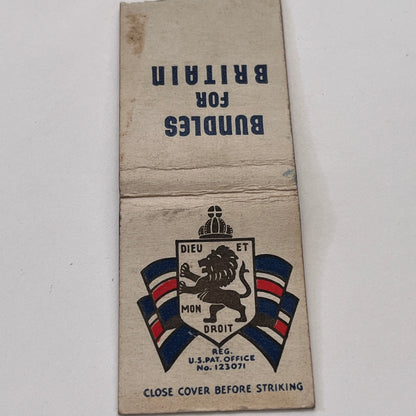 BUNDLES
FOR
BRITAIN
DIEU ET
MON
DROIT
REG.
U.S. PAT. OFFICE
No. 123071
CLOSE COVER BEFORE STRIKING